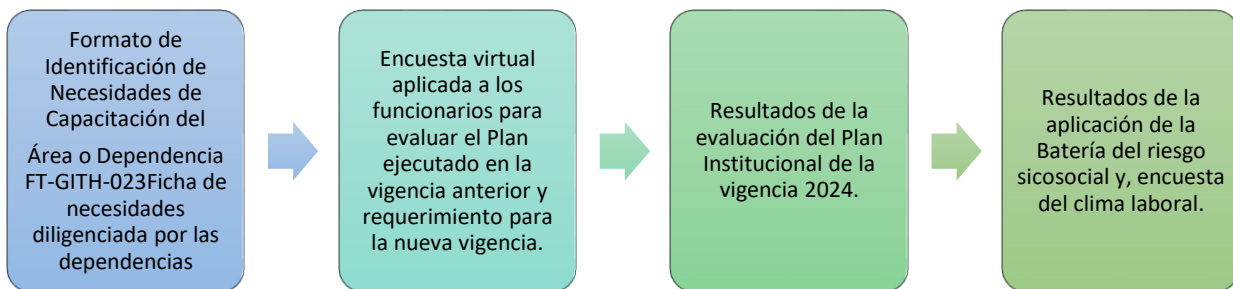 Formato de
Identificación de
Necesidades de
Capacitación del
Área o Dependencia
FT-GITH-023Ficha de
necesidades
diligenciada por las
dependencias
Encuesta virtual
aplicada a los
funcionarios para
evaluar el Plan
ejecutado en la
vigencia anterior y
requerimiento para
la nueva vigencia.
Resultados de la
evaluación del Plan
Institucional de la
vigencia 2024.
Resultados de la
aplicación de la
Batería del riesgo
sicosocial y, encuesta
del clima laboral.